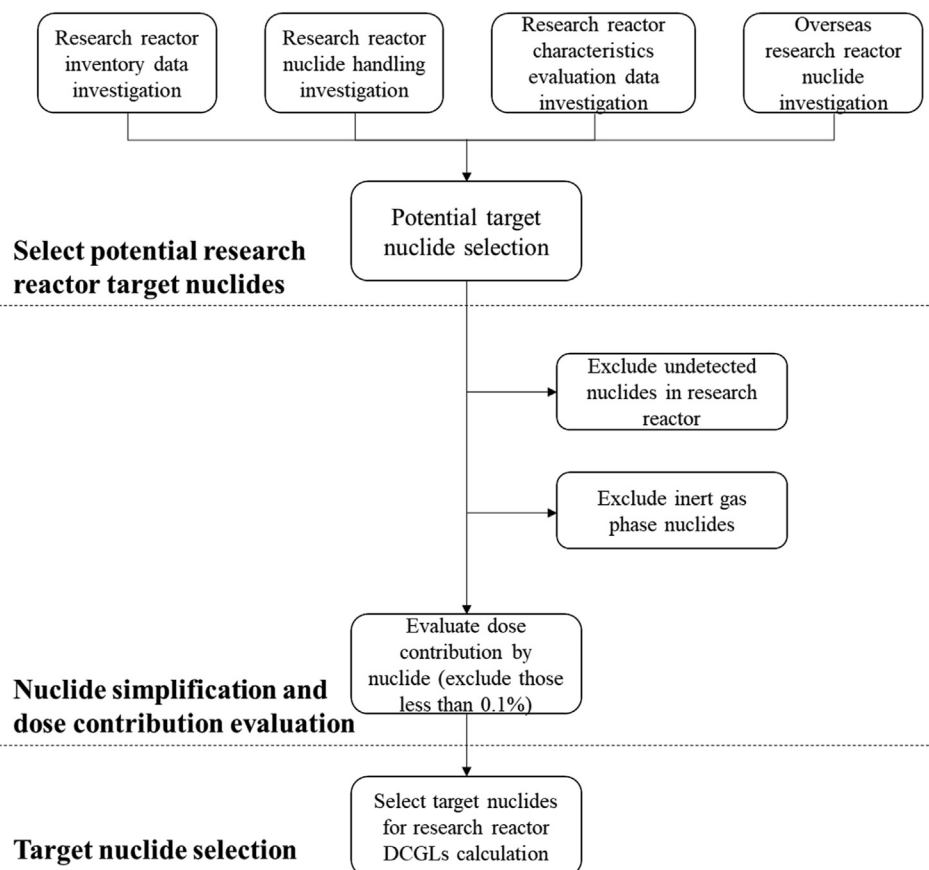 Research reactor
inventory data
investigation
Research reactor
nuclide handling
investigation
Research reactor
characteristics
evaluation data
investigation
Overseas
research reactor
nuclide
investigation
Potential target
nuclide selection
Select potential research
reactor target nuclides
Exclude undetected
nuclides in research
reactor
Exclude inert gas
phase nuclides
Evaluate dose
contribution by
nuclide (exclude those
less than 0.1%)
Nuclide simplification and
dose contribution evaluation
Select target nuclides
for research reactor
DCGLs calculation
Target nuclide selection